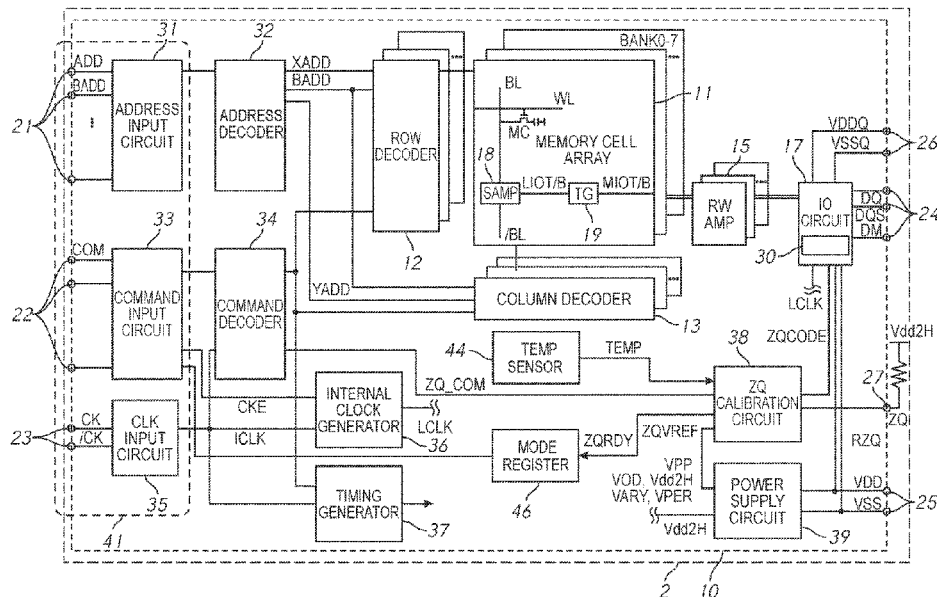 31
32
BANK0-7
ADD
BADD
XADD
BADD
11
BL
WL
VDDQ
VSSQ
26
21
ADDRESS
INPUT
CIRCUIT
ADDRESS
DECODER
ROW
DECODER
MC
MEMORY CELL
ARRAY
15
17
18
SAMP
LIOT/B
TG
MIOT/B
RW
AMP
IO
CIRCUIT
DQ
DQS
DM
24
33
34
19
30
COM
12
/BL
LCLK
22
COMMAND
INPUT
CIRCUIT
COMMAND
DECODER
YADD
COLUMN DECODER
13
ZQCODE
Vdd2H
44
TEMP
SENSOR
TEMP
38
27
ZQ_COM
ZQ
CALIBRATION
CIRCUIT
ZQ
CKE
INTERNAL
CLOCK
GENERATOR
LCLK
36
CK
/CK
23
CLK
INPUT
CIRCUIT
ICLK
ZQRDY
ZQVREF
RZQ
MODE
REGISTER
46
VPP
VOD, Vdd2H
VARY, VPER
Vdd2H
POWER
SUPPLY
CIRCUIT
VDD
VSS
25
35
TIMING
GENERATOR
37
39
41
2
10